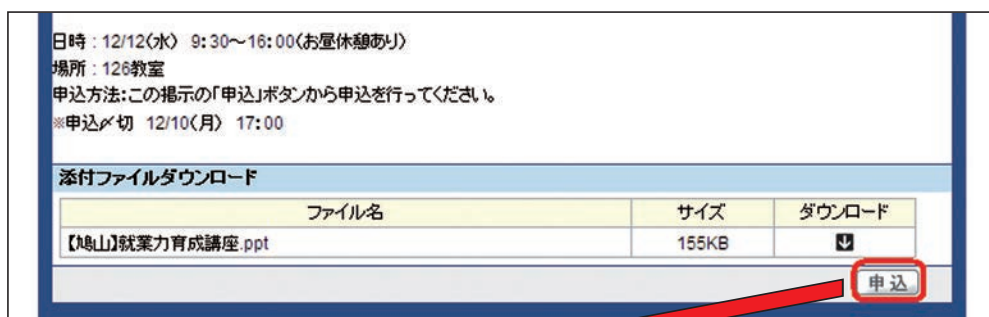 日時:12/12(水) 9:30~16:00(お昼休憩あり)
場所:126教室
申込方法:この掲示の「申込」ボタンから申込を行ってください。
※申込〆切 12/10(月) 17:00
添付ファイルダウンロード
ファイル名 サイズ ダウンロード
【鳩山】就業力育成講座.ppt 155KB
申込